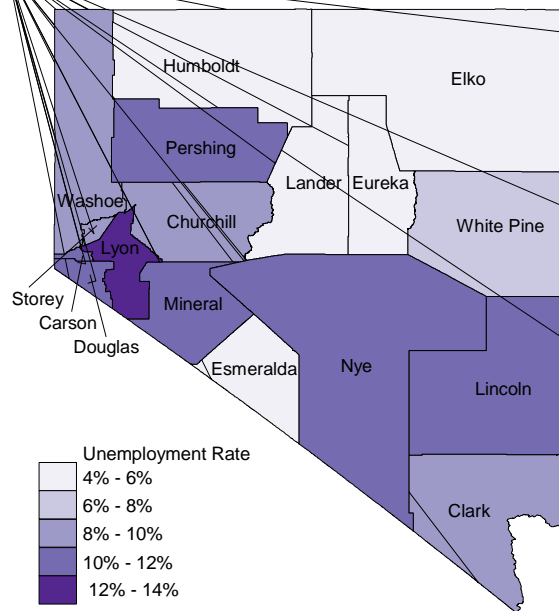 Humboldt
Elko
Pershing
Lander
Eureka
Washoe
Churchill
White Pine
Lyon
Storey
Mineral
Carson
Douglas
Esmeralda
Nye
Lincoln
Unemployment Rate
4% - 6%
6% - 8%
8% - 10%
10% - 12%
12% - 14%
Clark